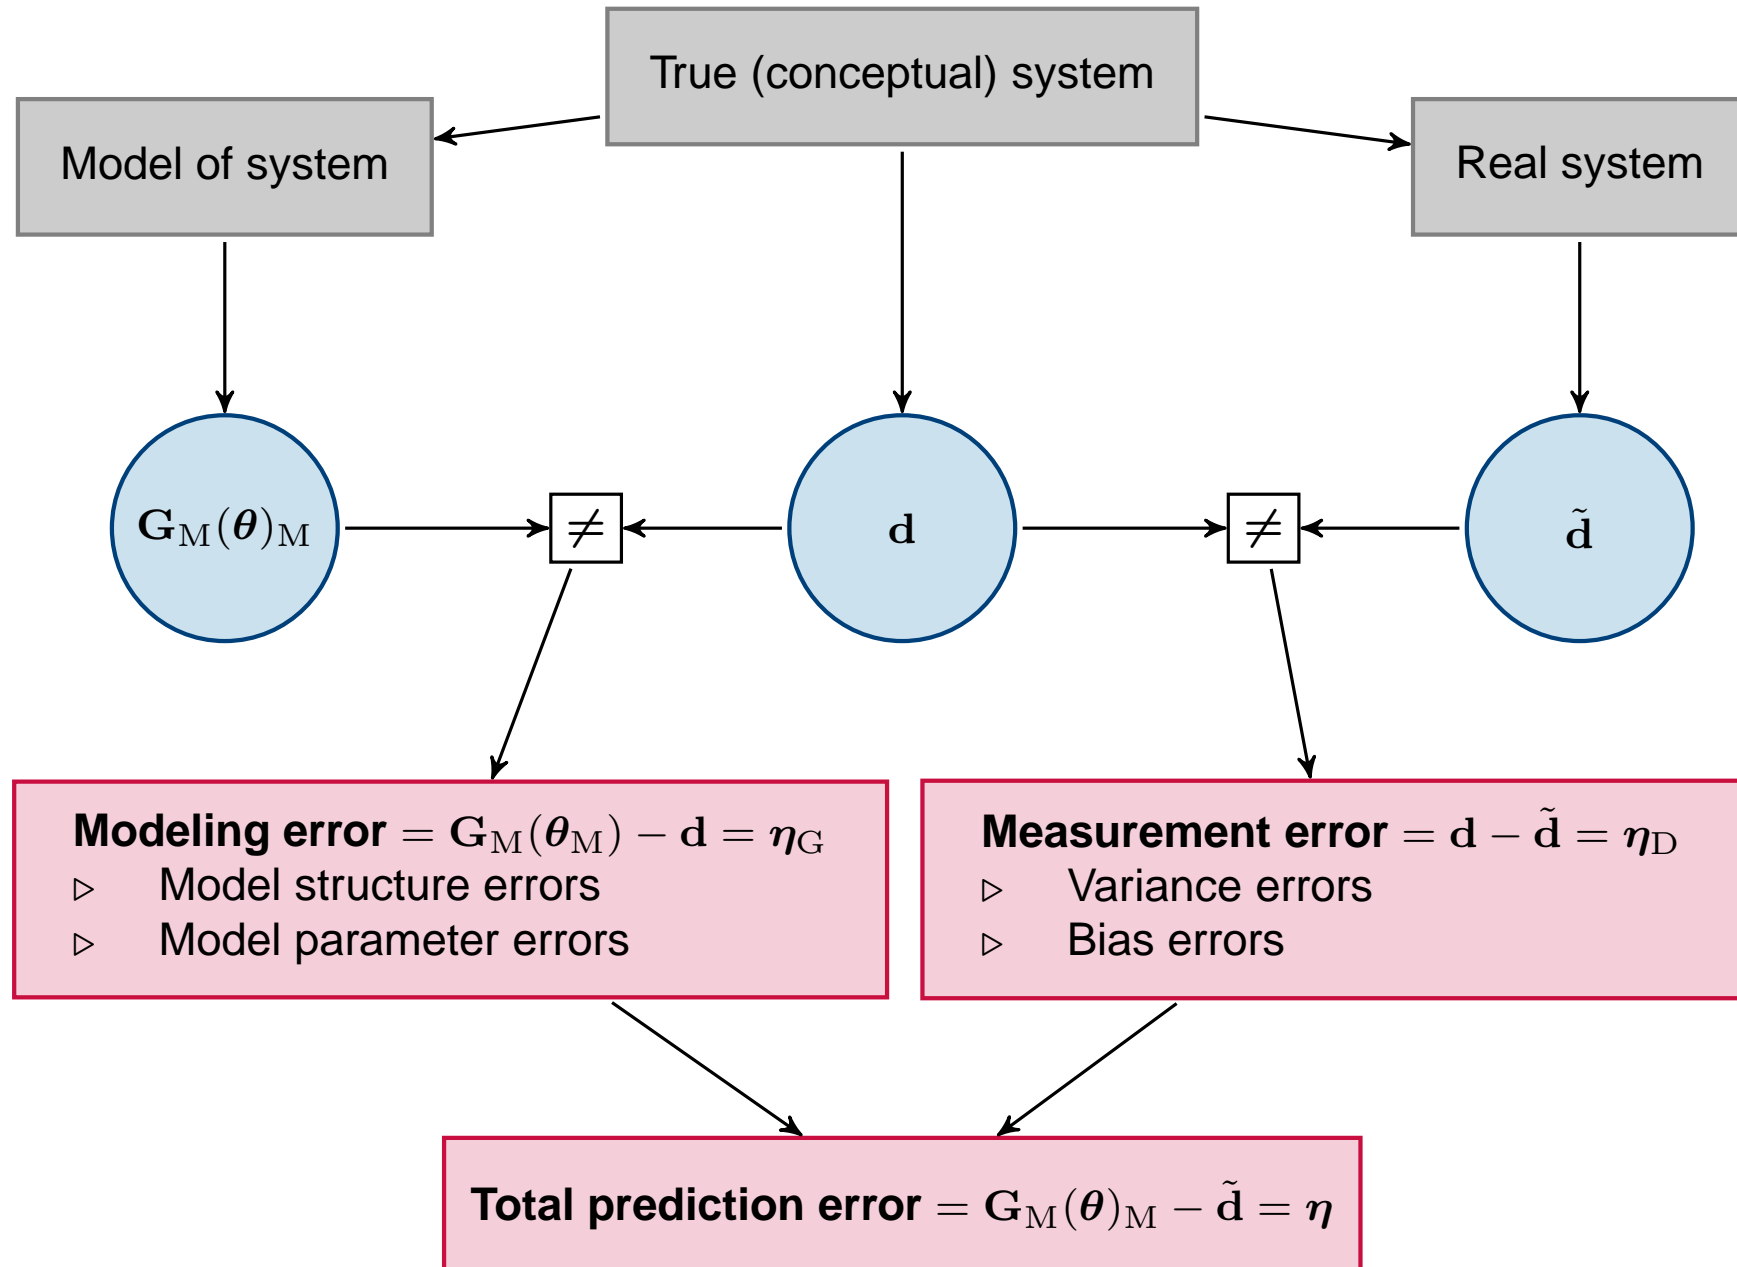 True (conceptual) system
Model of system
Real system
G_M(θ)_M
≠
d
≠
d̃
Modeling error = G_M(θ_M) − d = η_G
▷ Model structure errors
▷ Model parameter errors
Measurement error = d − d̃ = η_D
▷ Variance errors
▷ Bias errors
Total prediction error = G_M(θ)_M − d̃ = η